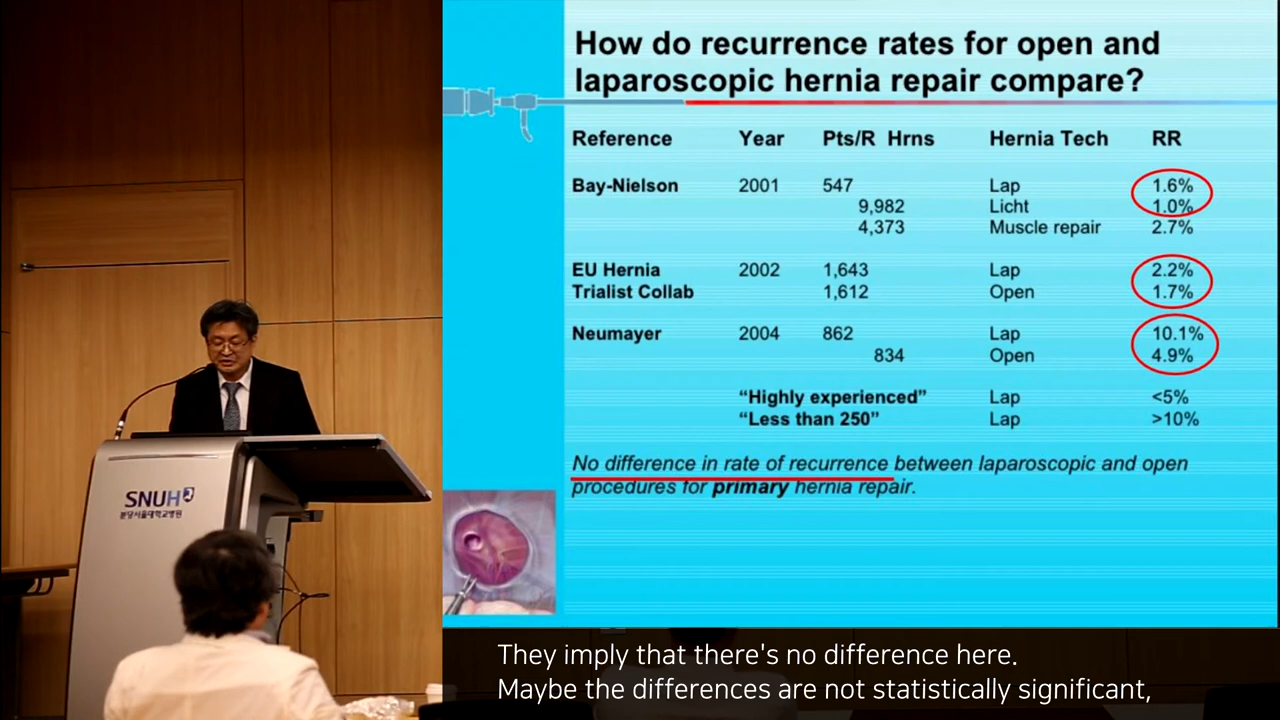 How do recurrence rates for open and
laparoscopic hernia repair compare?
Reference Year Pts/R Hrns Hernia Tech RR
Bay-Nielson 2001 547 Lap 1.6%
9,982 Licht 1.0%
4,373 Muscle repair 2.7%
EU Hernia 2002 1,643 Lap 2.2%
Trialist Collab 1,612 Open 1.7%
Neumayer 2004 862 Lap 10.1%
834 Open 4.9%
“Highly experienced” Lap <5%
“Less than 250” Lap >10%
No difference in rate of recurrence between laparoscopic and open
procedures for primary hernia repair.
SNUH
분당서울대학교병원
They imply that there's no difference here.
Maybe the differences are not statistically significant,